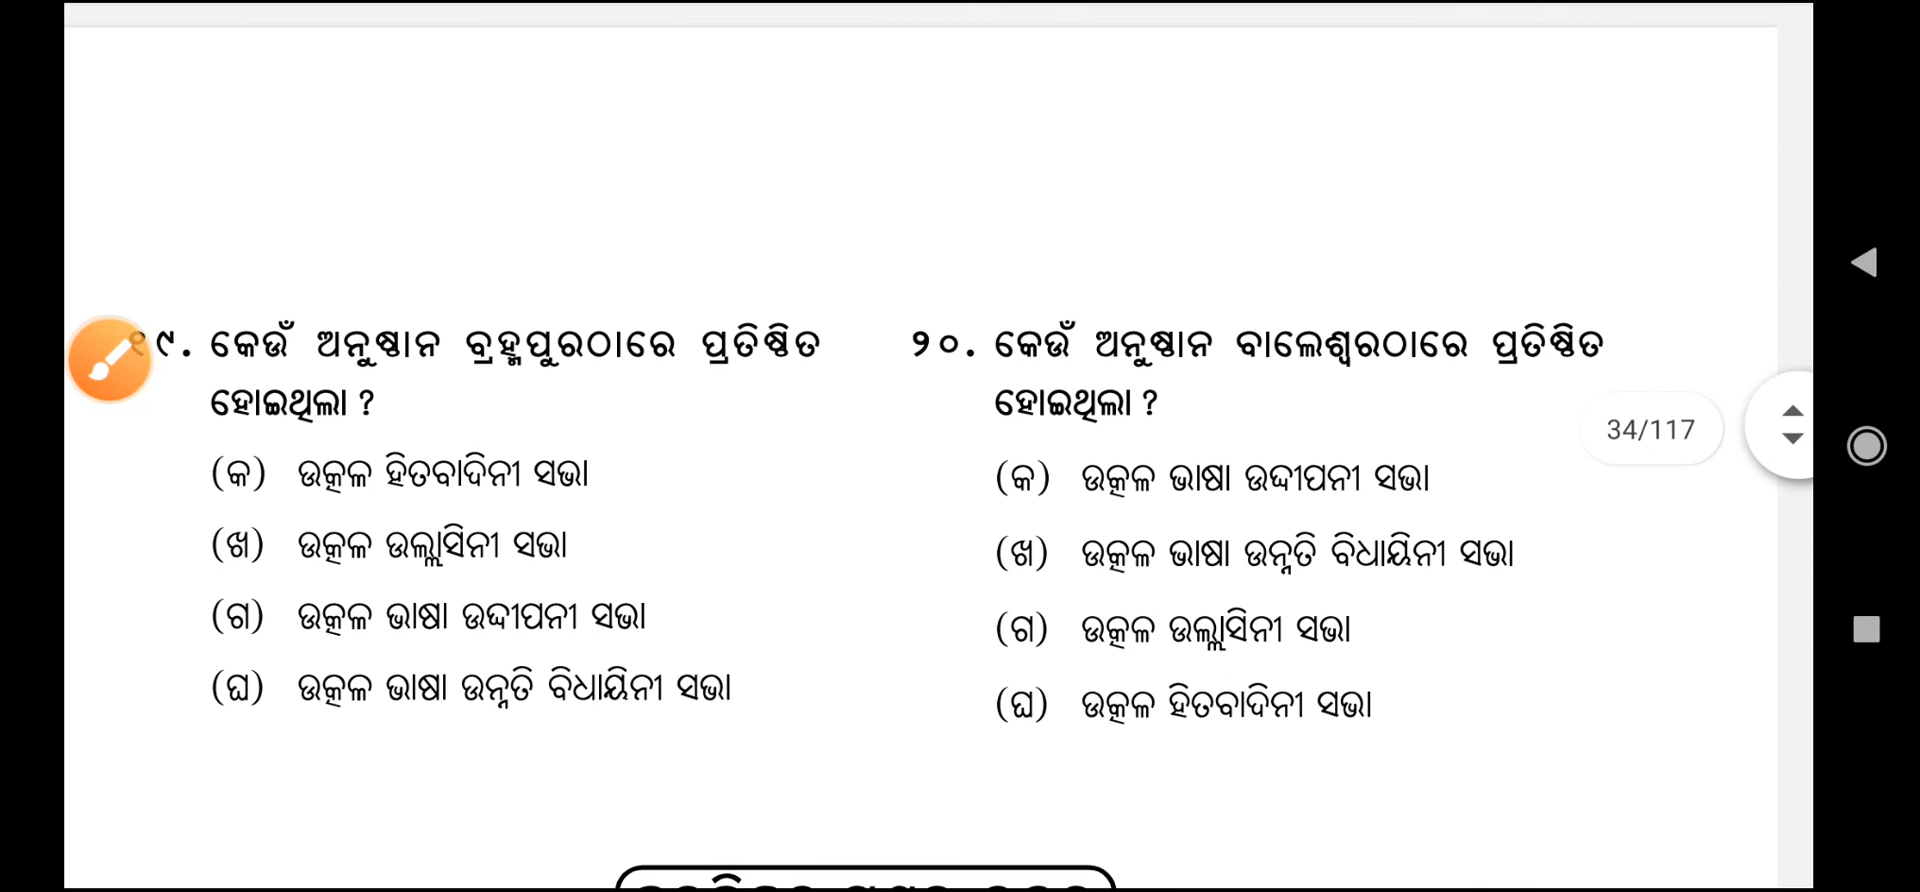 ୧୯. କେଉଁ ଅନୁଷ୍ଠାନ ବ୍ରହ୍ମପୁରଠାରେ ପ୍ରତିଷ୍ଠିତ
ହୋଇଥିଲା ?
(କ) ଉତ୍କଳ ହିତବାଦିନୀ ସଭା
(ଖ) ଉତ୍କଳ ଉଲ୍ଲାସିନୀ ସଭା
(ଗ) ଉତ୍କଳ ଭାଷା ଉଦ୍ଦୀପନୀ ସଭା
(ଘ) ଉତ୍କଳ ଭାଷା ଉନ୍ନତି ବିଧାୟିନୀ ସଭା
୨୦. କେଉଁ ଅନୁଷ୍ଠାନ ବାଲେଶ୍ୱରଠାରେ ପ୍ରତିଷ୍ଠିତ
ହୋଇଥିଲା ?
(କ) ଉତ୍କଳ ଭାଷା ଉଦ୍ଦୀପନୀ ସଭା
(ଖ) ଉତ୍କଳ ଭାଷା ଉନ୍ନତି ବିଧାୟିନୀ ସଭା
(ଗ) ଉତ୍କଳ ଉଲ୍ଲାସିନୀ ସଭା
(ଘ) ଉତ୍କଳ ହିତବାଦିନୀ ସଭା
34/117